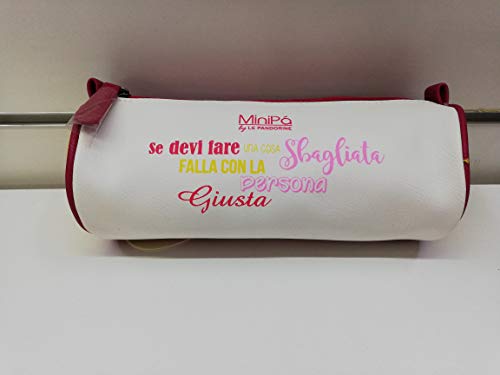 MiniPà
by LE PANDORINE
se devi fare una cosa Sbagliata
FALLA CON LA persona
Giusta